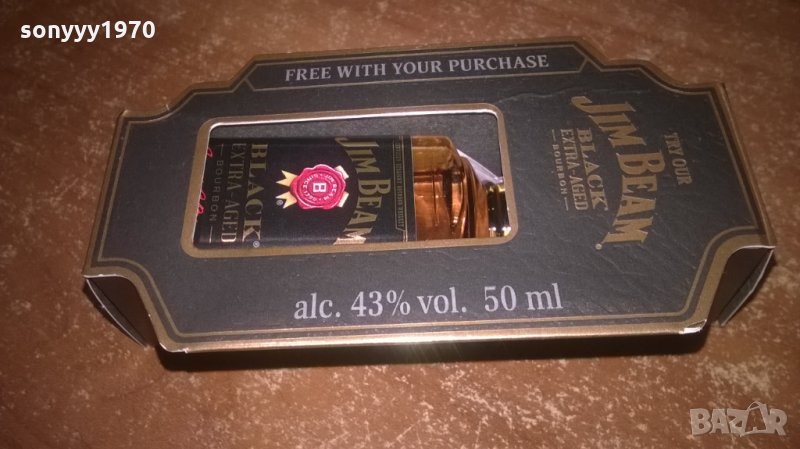 sonyyy1970
FREE WITH YOUR PURCHASE
TRY OUR
JIM BEAM®
BLACK
EXTRA-AGED
BOURBON
JIM BEAM
B
BLACK®
EXTRA-AGED
BOURBON
alc. 43% vol. 50 ml
BAZAR